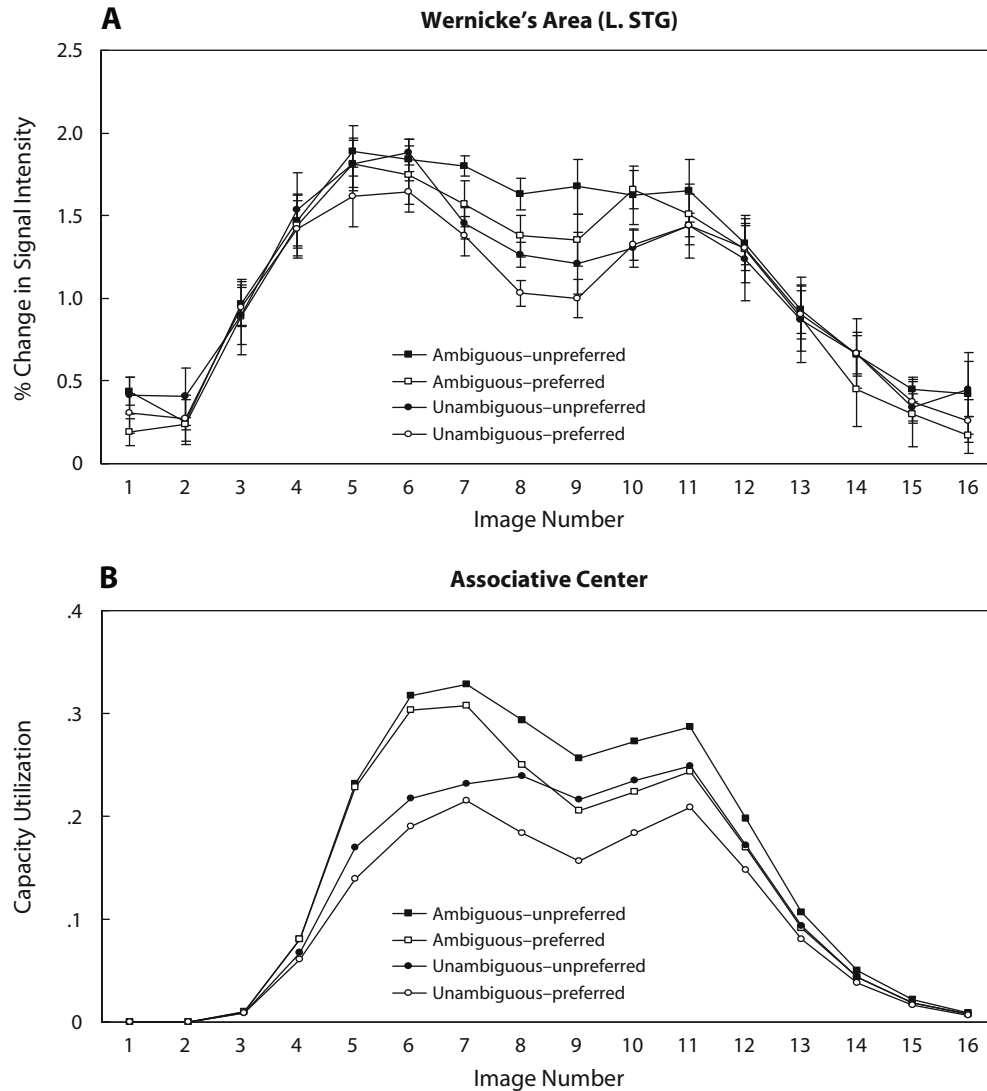 A
Wernicke’s Area (L. STG)
% Change in Signal Intensity
2.5
2.0
1.5
1.0
0.5
0
Ambiguous–unpreferred
Ambiguous–preferred
Unambiguous–unpreferred
Unambiguous–preferred
1 2 3 4 5 6 7 8 9 10 11 12 13 14 15 16
Image Number
B
Associative Center
Capacity Utilization
.4
.3
.2
.1
0
Ambiguous–unpreferred
Ambiguous–preferred
Unambiguous–unpreferred
Unambiguous–preferred
1 2 3 4 5 6 7 8 9 10 11 12 13 14 15 16
Image Number